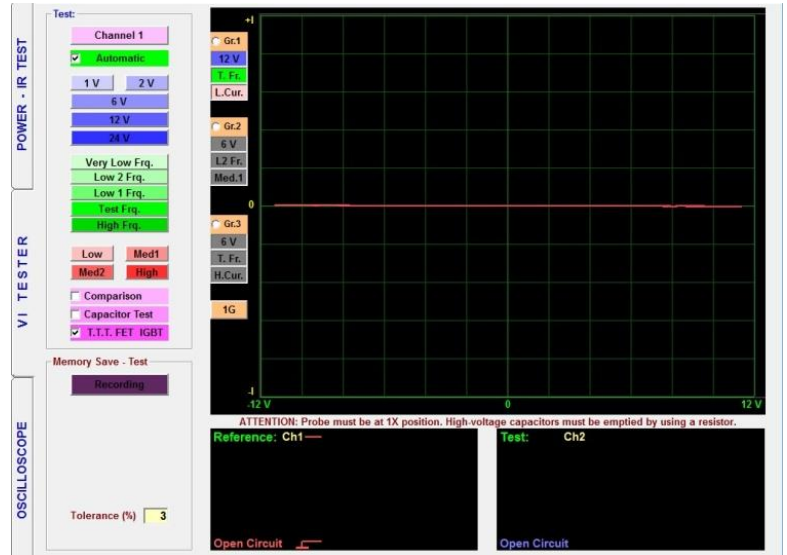 POWER - IR TEST
VI TESTER
OSCILLOSCOPE
Test:
Channel 1
Automatic
1 V
2 V
6 V
12 V
24 V
Very Low Frq.
Low 2 Frq.
Low 1 Frq.
Test Frq.
High Frq.
Low
Med1
Med2
High
Comparison
Capacitor Test
T.T.T. FET IGBT
Memory Save - Test
Recording
Tolerance (%) 3
Gr.1
12 V
T. Fr.
L.Cur.
Gr.2
6 V
L2 Fr.
Med.1
Gr.3
6 V
T. Fr.
H.Cur.
1G
+I
0
-I
-12 V
0
12 V
ATTENTION: Probe must be at 1X position. High-voltage capacitors must be emptied by using a resistor.
Reference: Ch1
Open Circuit
Test: Ch2
Open Circuit